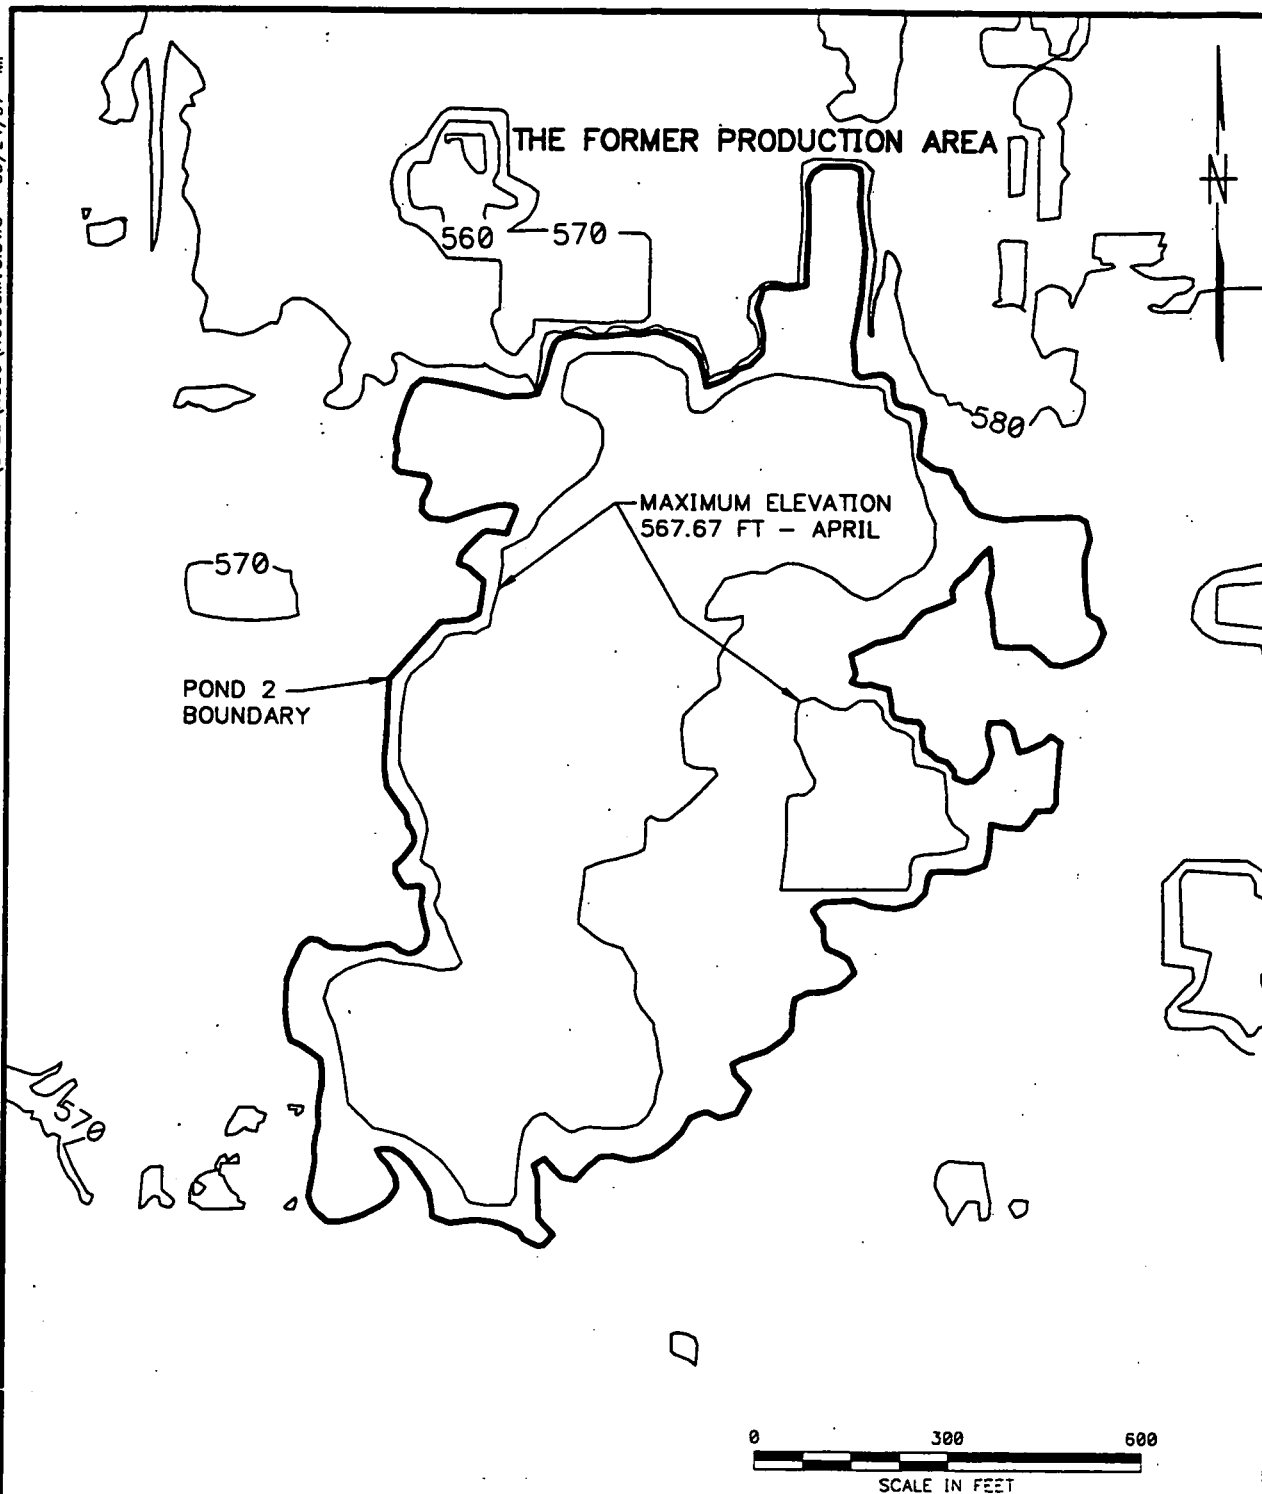 THE FORMER PRODUCTION AREA
N
560
570
580
MAXIMUM ELEVATION
567.67 FT - APRIL
570
POND 2
BOUNDARY
570
0 300 600
SCALE IN FEET